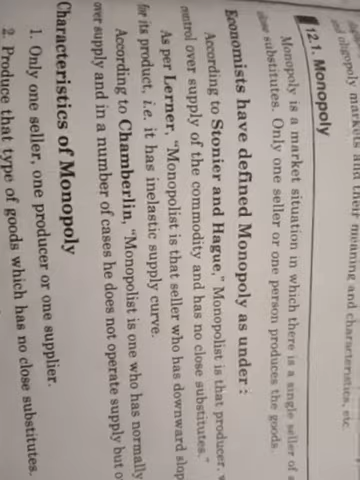 oligopoly markets and their meaning and characteristics, etc.
12.1. Monopoly
Monopoly is a market situation in which there is a single seller of
substitutes. Only one seller or one person produces the goods.
Economists have defined Monopoly as under :
According to Stonier and Hague," Monopolist is that producer,
control over supply of the commodity and has no close substitutes."
As per Lerner, "Monopolist is that seller who has downward
for its product, i.e. it has inelastic supply curve.
According to Chamberlin, "Monopolist is one who has normally
over supply and in a number of cases he does not operate supply but
Characteristics of Monopoly
1. Only one seller, one producer or one supplier.
2. Produce that type of goods which has no close substitutes.